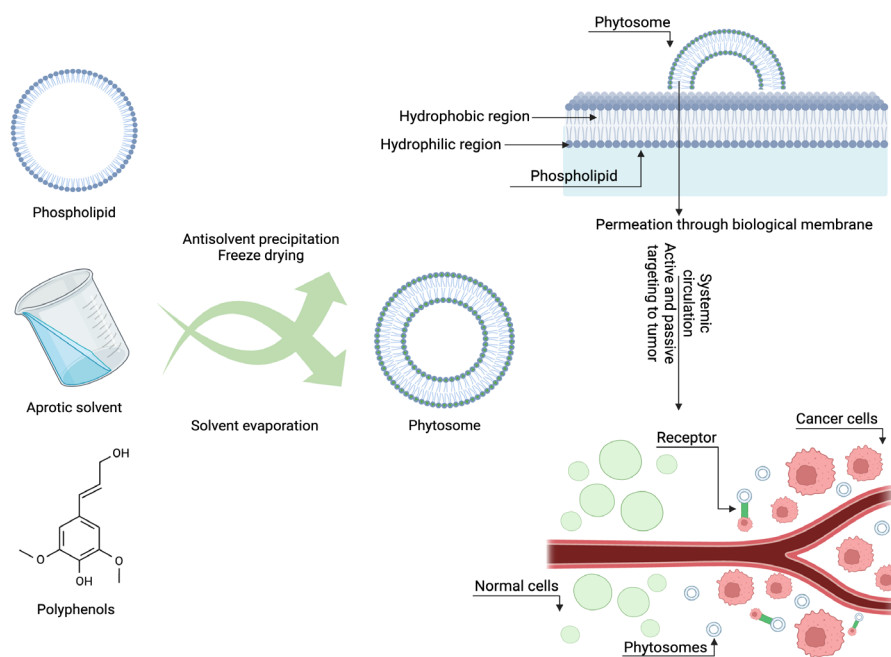 Phytosome
Hydrophobic region
Hydrophilic region
Phospholipid
Permeation through biological membrane
Phospholipid
Antisolvent precipitation
Freeze drying
Aprotic solvent
Solvent evaporation
Phytosome
Systemic
circulation
Active and passive
targeting to tumor
OH
O
O
OH
Polyphenols
Receptor
Cancer cells
Normal cells
Phytosomes